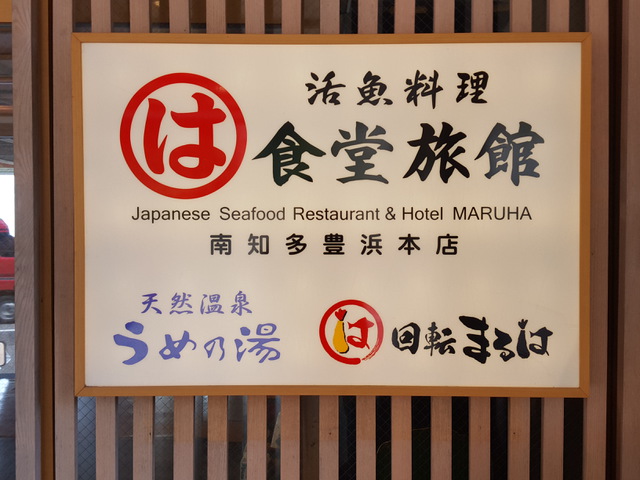 活魚料理
は 食堂旅館
Japanese Seafood Restaurant & Hotel MARUHA
南知多豊浜本店
天然温泉
うめの湯
は 回転まるは